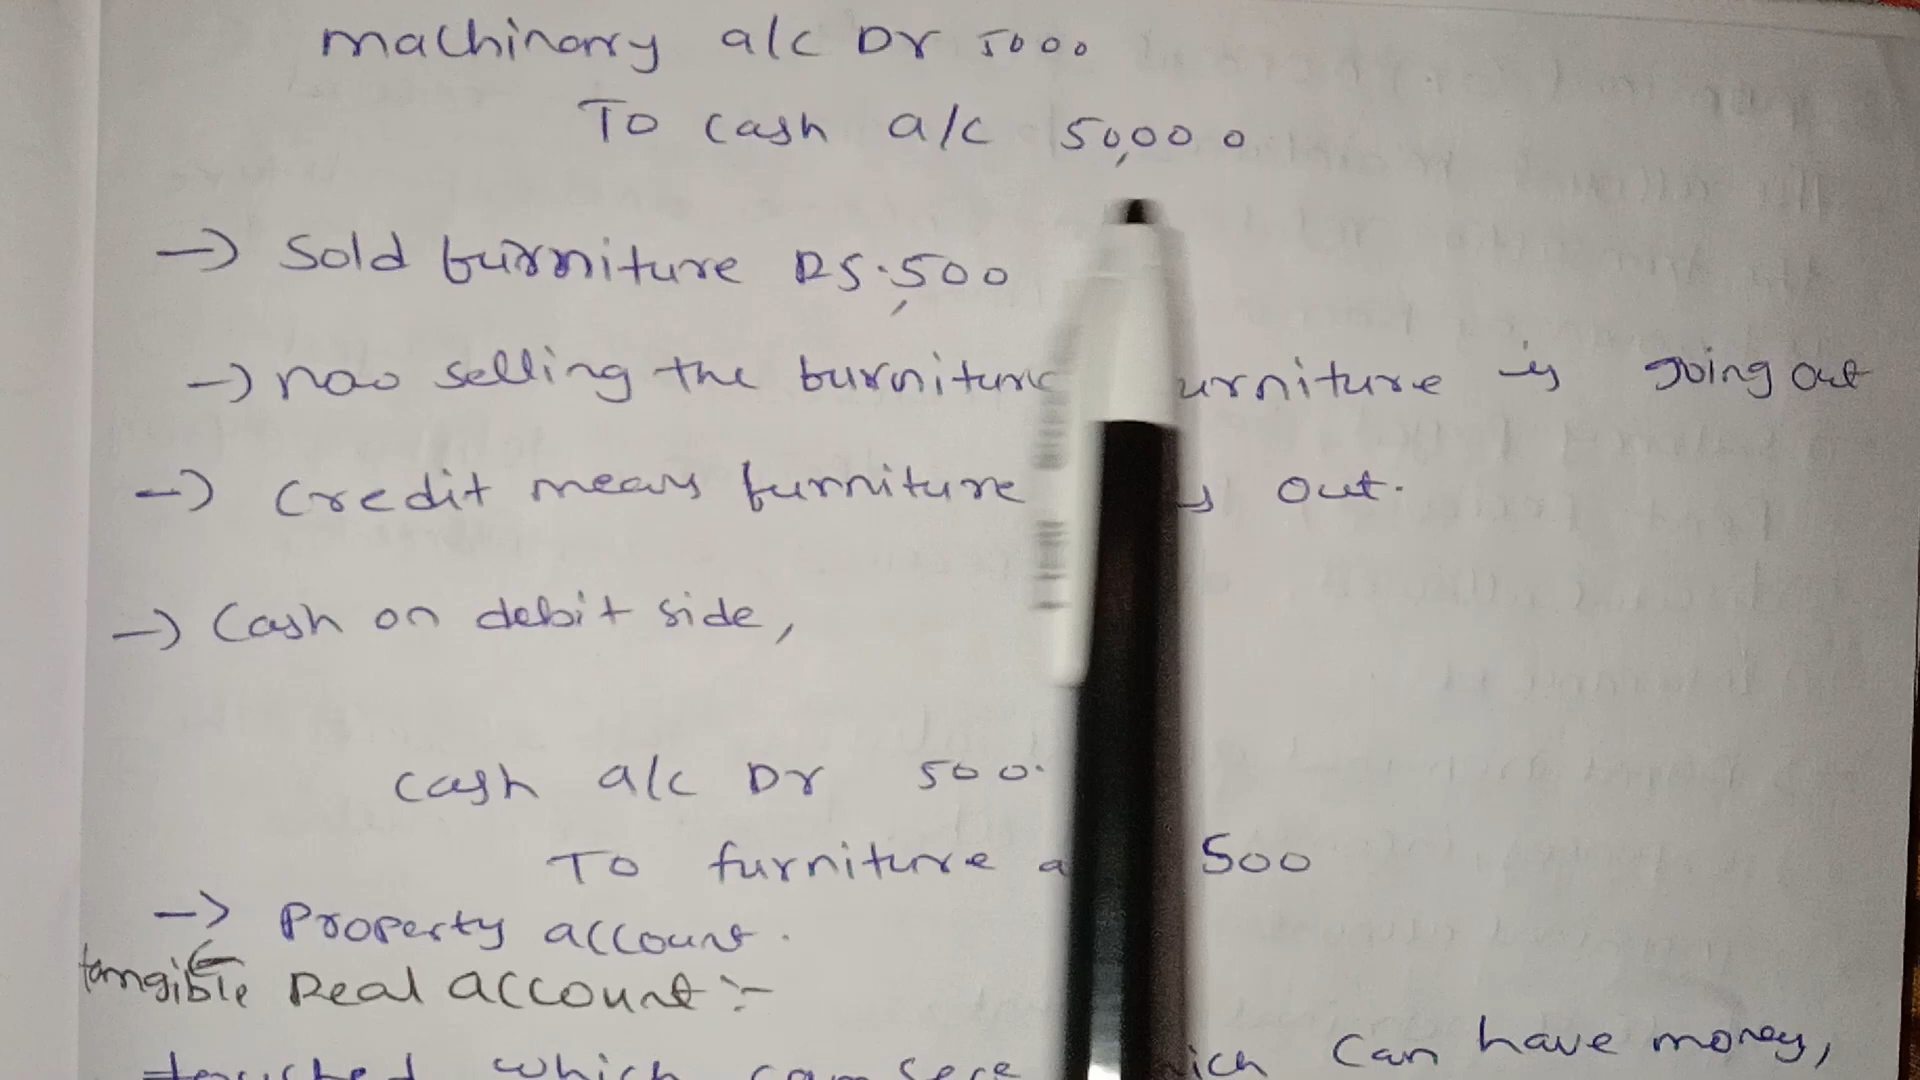 machinary a/c Dr 5000
To cash a/c 50,000
→ Sold furniture RS.500
→ now selling the furniture urniture is going out
→ Credit means furniture out.
→ Cash on debit side,
cash a/c Dr 500.
To furniture a 500
→ Property account.
tangible Real account :-
which can have money,